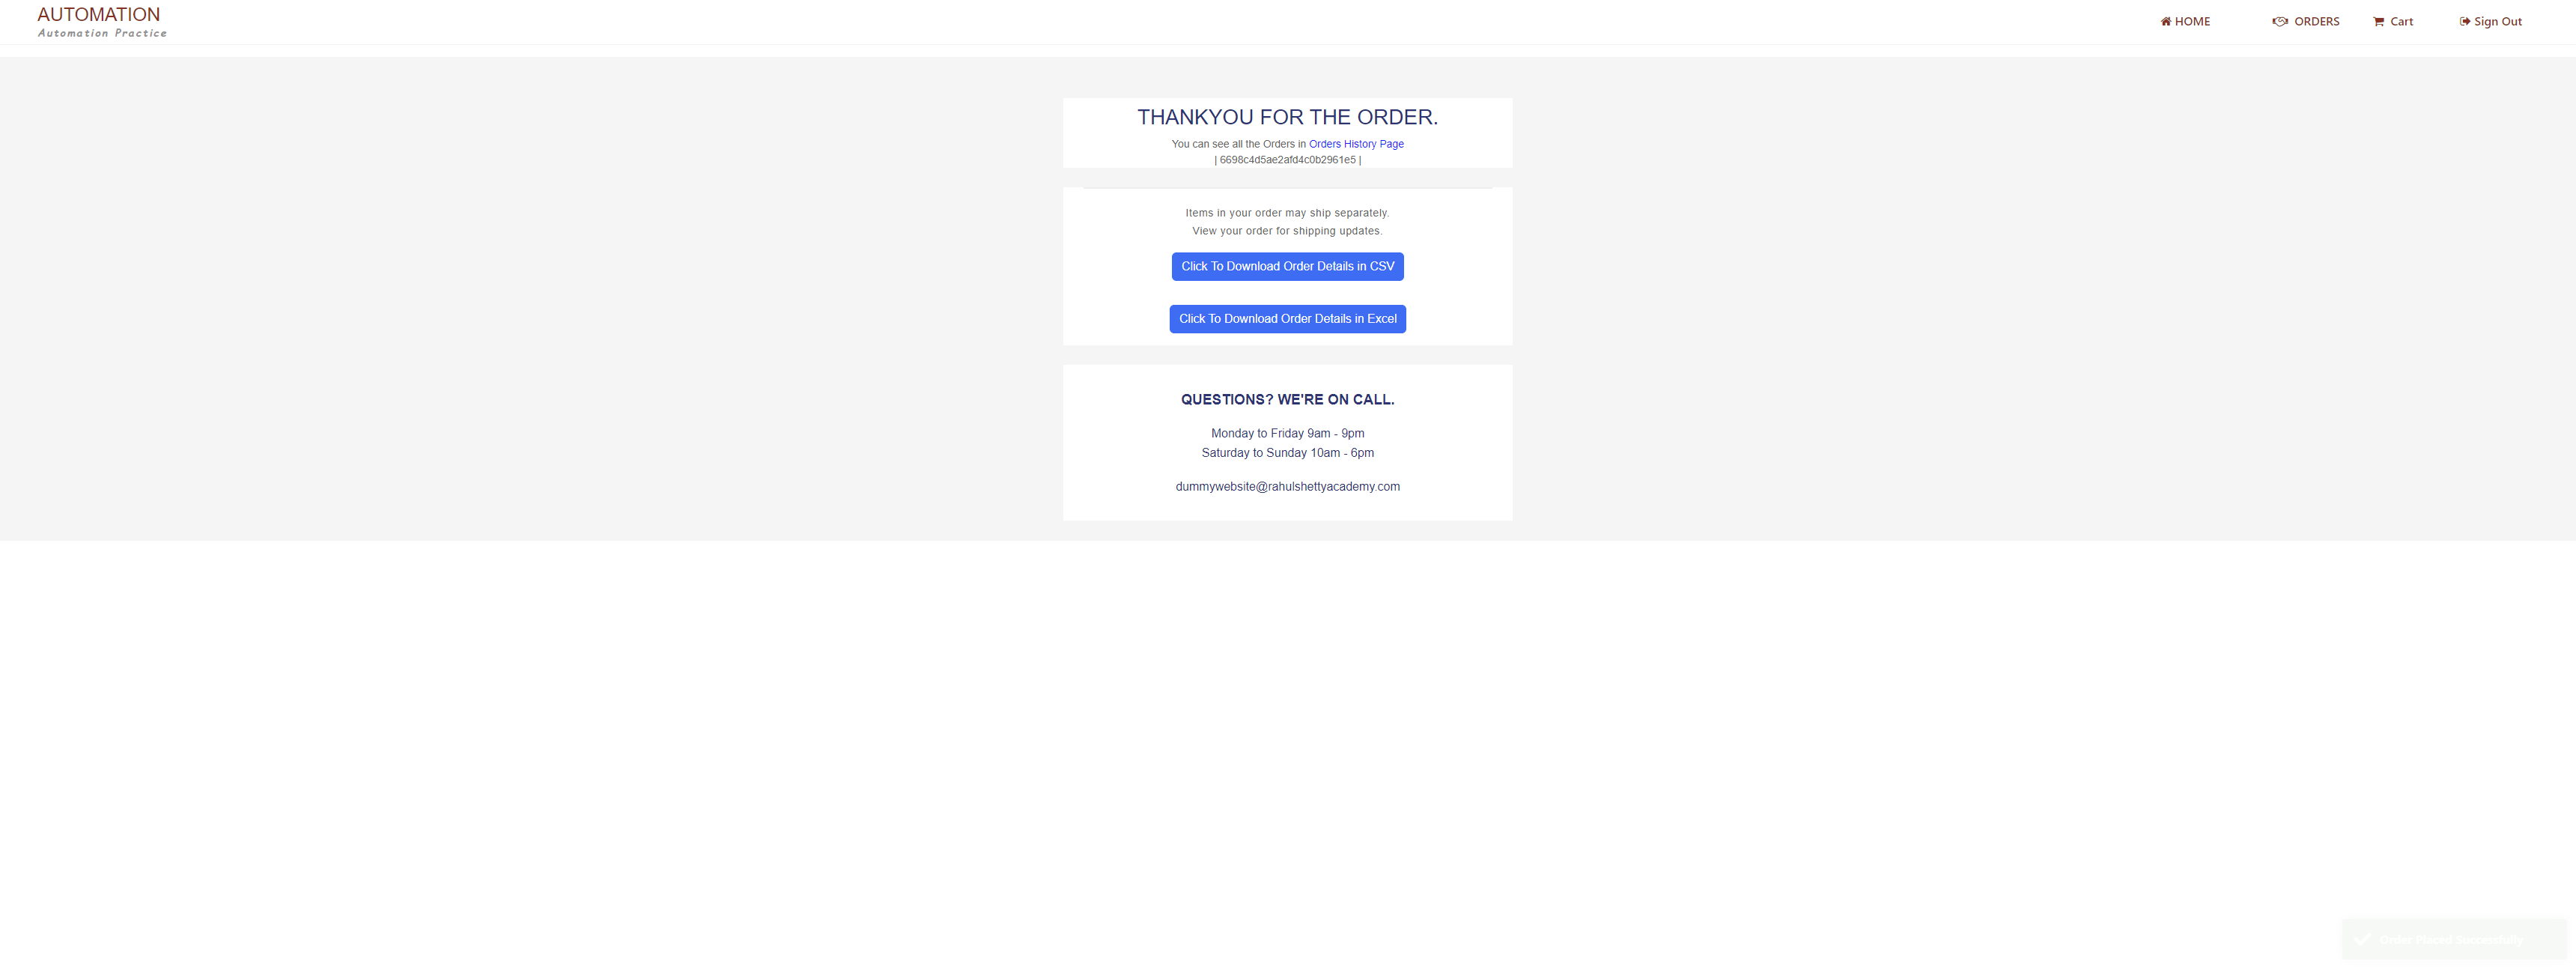 AUTOMATION
Automation Practice
HOME
ORDERS
Cart
Sign Out
THANKYOU FOR THE ORDER.
You can see all the Orders in Orders History Page
| 6698c4d5ae2afd4c0b2961e5 |
Items in your order may ship separately.
View your order for shipping updates.
Click To Download Order Details in CSV
Click To Download Order Details in Excel
QUESTIONS? WE'RE ON CALL.
Monday to Friday 9am - 9pm
Saturday to Sunday 10am - 6pm
dummywebsite@rahulshettyacademy.com
Order Placed Successfully